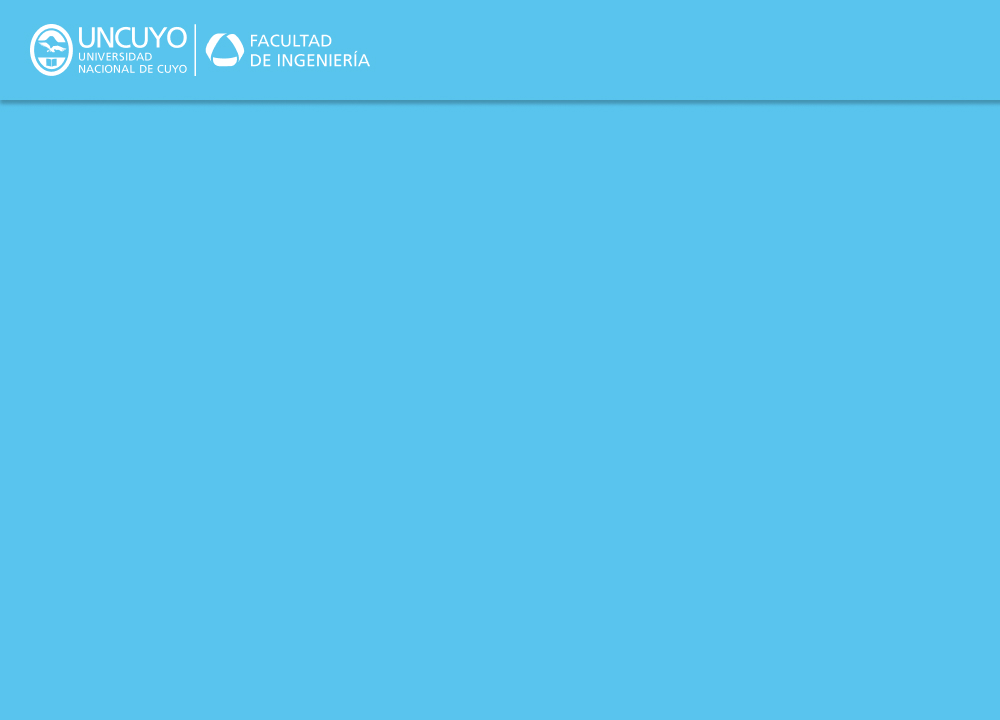 UNCUYO
UNIVERSIDAD
NACIONAL DE CUYO
FACULTAD
DE INGENIERÍA